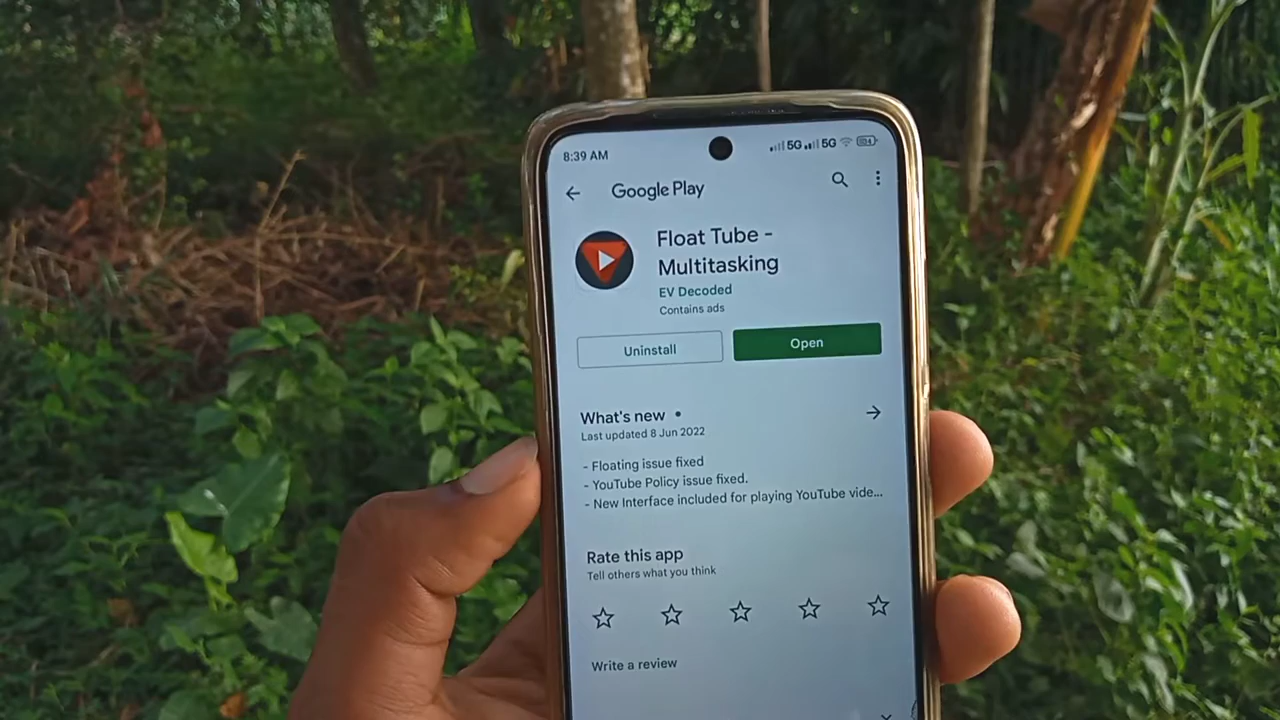 8:39 AM 5G 5G
Google Play
Float Tube -
Multitasking
EV Decoded
Contains ads
Uninstall Open
What's new •
Last updated 8 Jun 2022
- Floating issue fixed
- YouTube Policy issue fixed.
- New Interface included for playing YouTube vide...
Rate this app
Tell others what you think
Write a review